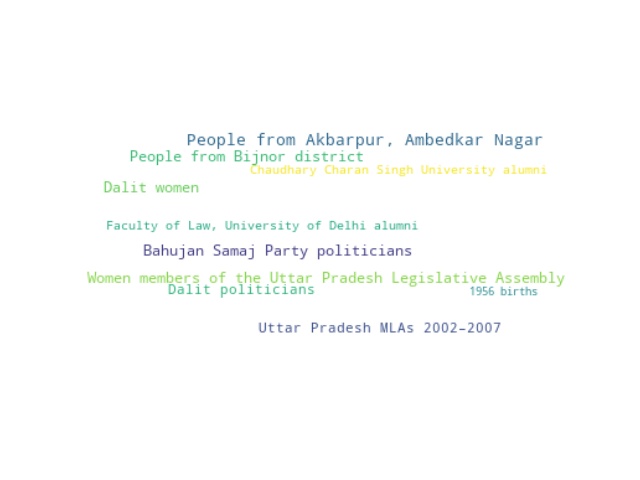 People from Akbarpur, Ambedkar Nagar
People from Bijnor district
Chaudhary Charan Singh University alumni
Dalit women
Faculty of Law, University of Delhi alumni
Bahujan Samaj Party politicians
Women members of the Uttar Pradesh Legislative Assembly
Dalit politicians
1956 births
Uttar Pradesh MLAs 2002–2007